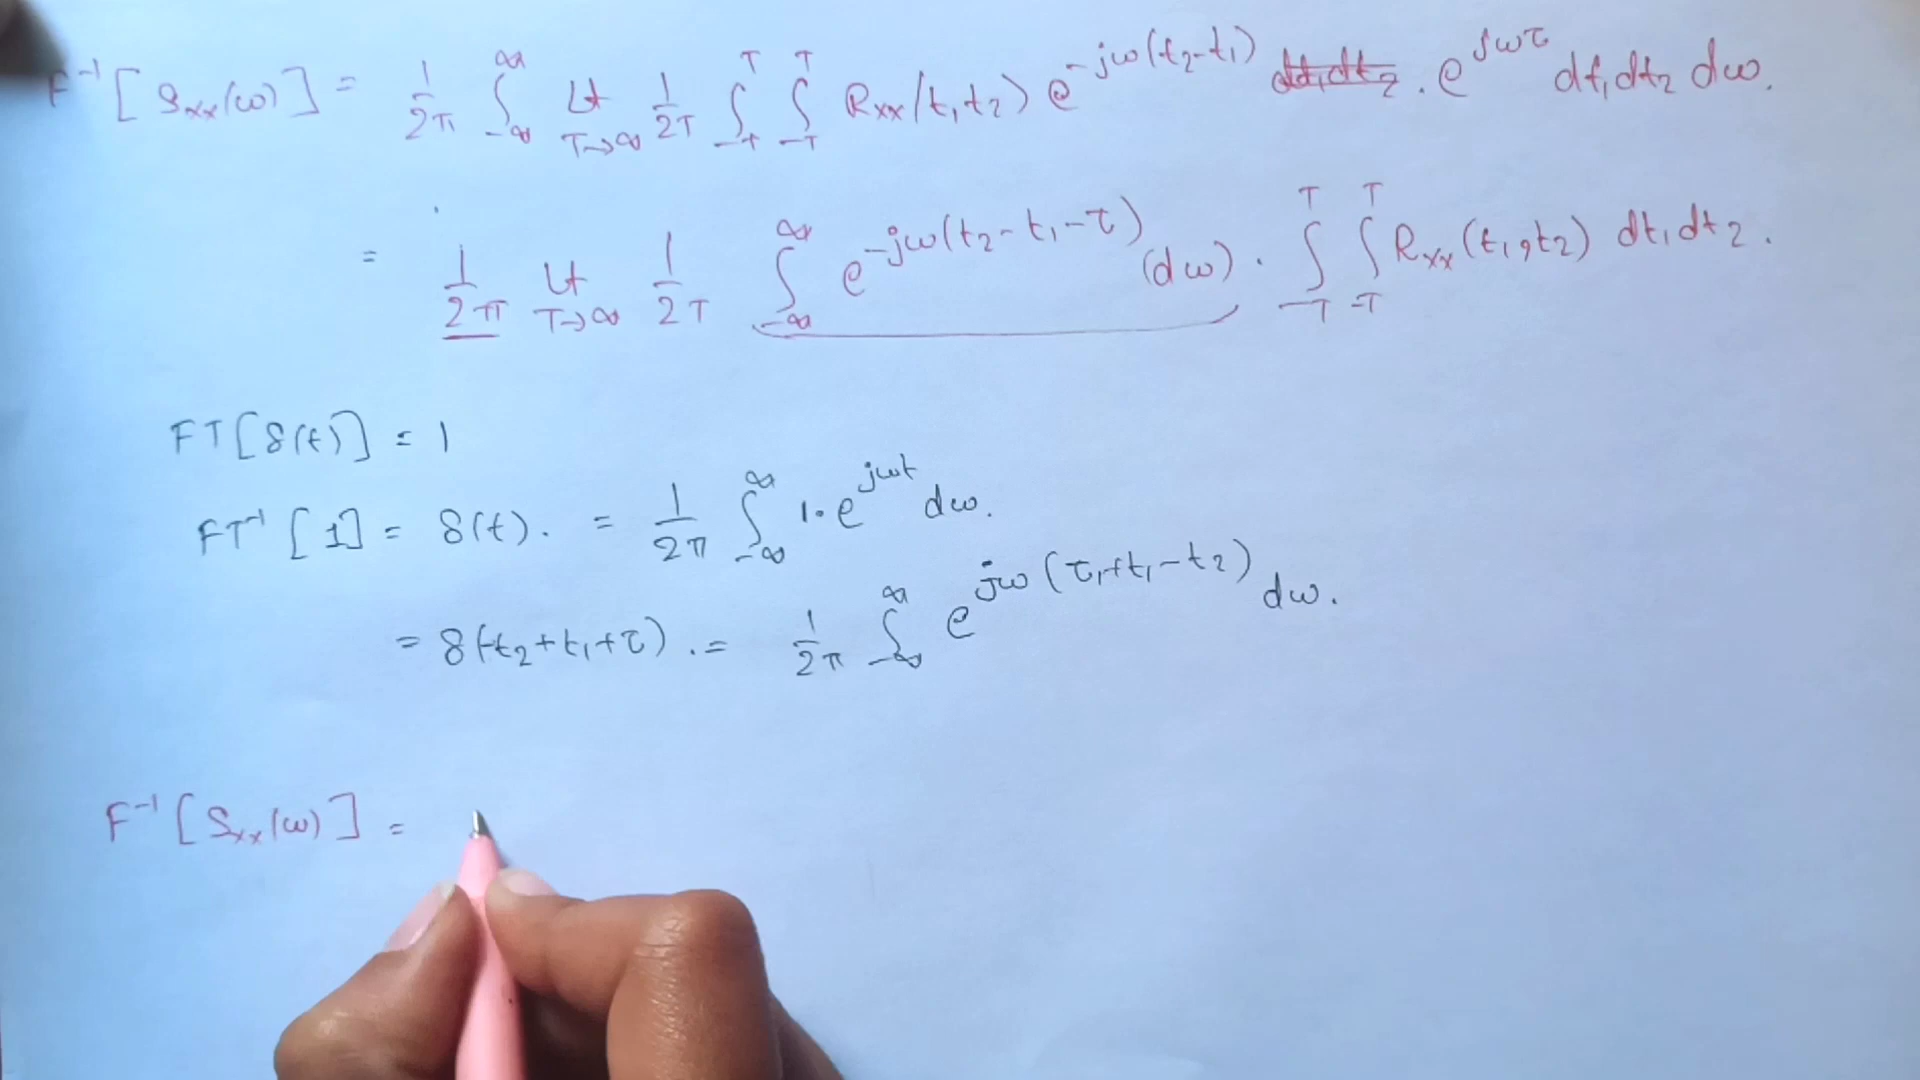 F⁻¹[Sxx(ω)] = 1/2π ∫_{-∞}^{∞} Lt_{T→∞} 1/2T ∫_{-T}^{T} ∫_{-T}^{T} Rxx(t₁t₂) e^{-jω(t₂-t₁)} dt₁dt₂ . e^{jωτ} dt₁dt₂ dω.
= 1/2π Lt_{T→∞} 1/2T ∫_{-∞}^{∞} e^{-jω(t₂-t₁-τ)} (dω) . ∫_{-T}^{T} ∫_{-T}^{T} Rxx(t₁,t₂) dt₁dt₂.
FT[δ(t)] = 1
FT⁻¹[1] = δ(t). = 1/2π ∫_{-∞}^{∞} 1.e^{jωt} dω.
= δ(-t₂+t₁+τ). = 1/2π ∫_{-∞}^{∞} e^{jω(τ₁+t₁-t₂)} dω.
F⁻¹[Sxx(ω)] =